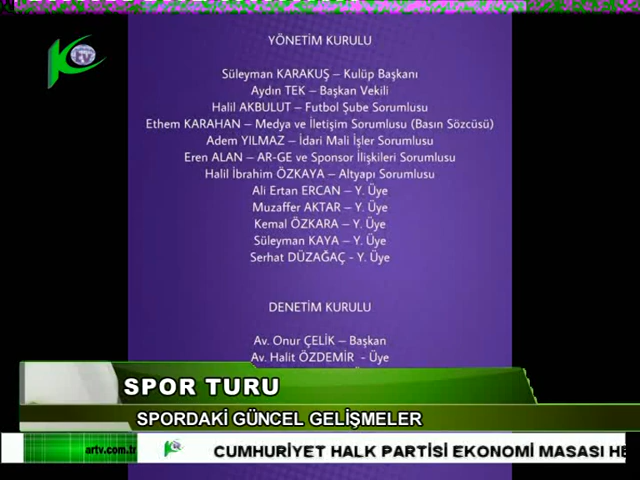 K
tv
YÖNETİM KURULU
Süleyman KARAKUŞ – Kulüp Başkanı
Aydın TEK – Başkan Vekili
Halil AKBULUT – Futbol Şube Sorumlusu
Ethem KARAHAN – Medya ve İletişim Sorumlusu (Basın Sözcüsü)
Adem YILMAZ – İdari Mali İşler Sorumlusu
Eren ALAN – AR-GE ve Sponsor İlişkileri Sorumlusu
Halil İbrahim ÖZKAYA – Altyapı Sorumlusu
Ali Ertan ERCAN – Y. Üye
Muzaffer AKTAR – Y. Üye
Kemal ÖZKARA – Y. Üye
Süleyman KAYA – Y. Üye
Serhat DÜZAĞAÇ - Y. Üye
DENETİM KURULU
Av. Onur ÇELİK – Başkan
Av. Halit ÖZDEMİR - Üye
SPOR TURU
SPORDAKİ GÜNCEL GELİŞMELER
artv.com.tr CUMHURİYET HALK PARTİSİ EKONOMİ MASASI HE